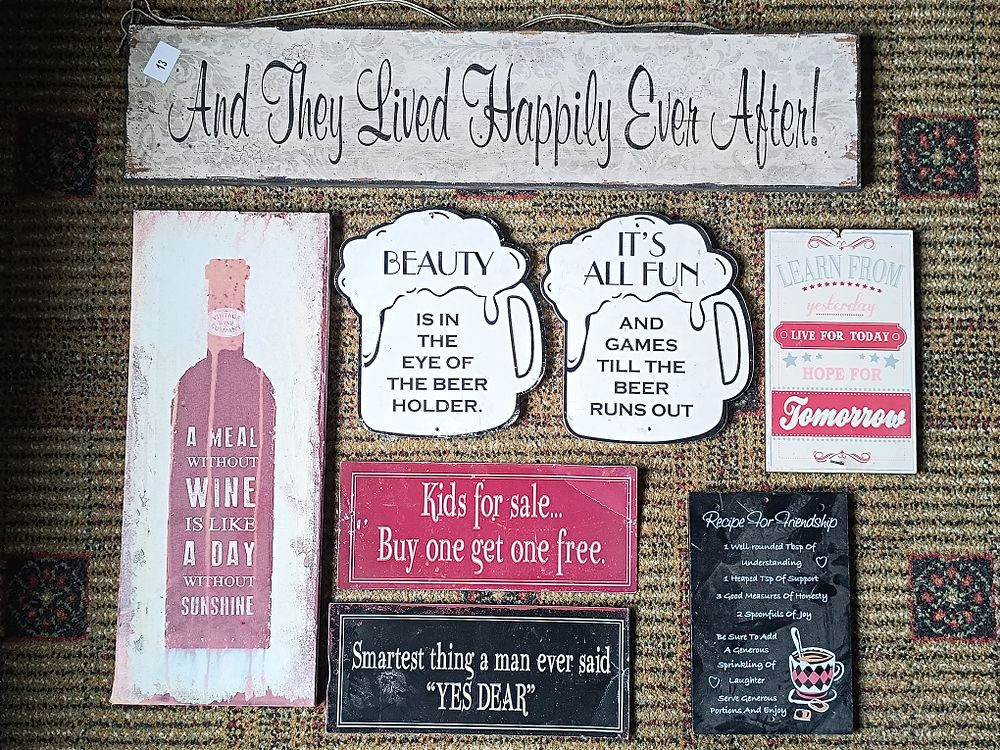 13
And They Lived Happily Ever After!
VINTAGE
WINE
A MEAL
WITHOUT
WINE
IS LIKE
A DAY
WITHOUT
SUNSHINE
BEAUTY
IS IN
THE
EYE OF
THE BEER
HOLDER.
IT'S
ALL FUN
AND
GAMES
TILL THE
BEER
RUNS OUT
LEARN FROM
yesterday
LIVE FOR TODAY
HOPE FOR
Tomorrow
Kids for sale...
Buy one get one free.
Smartest thing a man ever said
"YES DEAR"
Recipe For Friendship
1 Well-rounded Tbsp Of
Understanding
1 Heaped Tsp Of Support
3 Good Measures Of Honesty
2 Spoonfuls Of Joy
Be Sure To Add
A Generous
Sprinkling Of
Laughter
Serve Generous
Portions And Enjoy